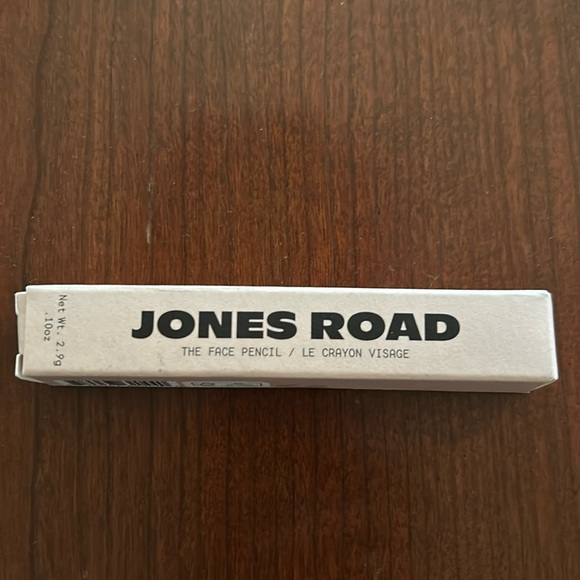 JONES ROAD
THE FACE PENCIL / LE CRAYON VISAGE
Net Wt. 2.9g
.10oz